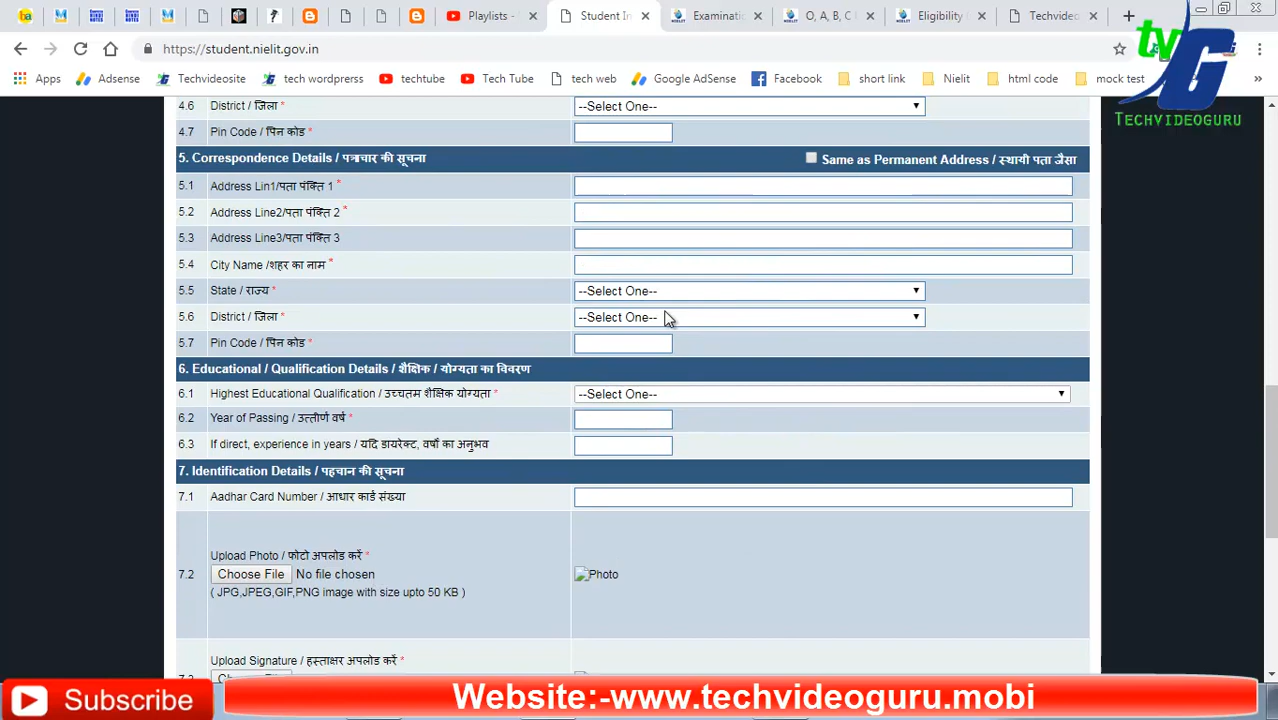 Playlists -
Student In
Examinatio
O, A, B, C
Eligibility
Techvideo
https://student.nielit.gov.in
Apps
Adsense
Techvideosite
tech wordprerss
techtube
Tech Tube
tech web
Google AdSense
Facebook
short link
Nielit
html code
mock test
TECHVIDEOGURU
4.6 District / जिला * --Select One--
4.7 Pin Code / पिन कोड *
5. Correspondence Details / पत्राचार की सूचना Same as Permanent Address / स्थायी पता जैसा
5.1 Address Lin1/पता पंक्ति 1 *
5.2 Address Line2/पता पंक्ति 2 *
5.3 Address Line3/पता पंक्ति 3
5.4 City Name /शहर का नाम *
5.5 State / राज्य * --Select One--
5.6 District / जिला * --Select One--
5.7 Pin Code / पिन कोड *
6. Educational / Qualification Details / शैक्षिक / योग्यता का विवरण
6.1 Highest Educational Qualification / उच्चतम शैक्षिक योग्यता * --Select One--
6.2 Year of Passing / उत्तीर्ण वर्ष *
6.3 If direct, experience in years / यदि डायरेक्ट, वर्षो का अनुभव
7. Identification Details / पहचान की सूचना
7.1 Aadhar Card Number / आधार कार्ड संख्या
Upload Photo / फोटो अपलोड करें *
7.2 Choose File No file chosen Photo
( JPG,JPEG,GIF,PNG image with size upto 50 KB )
Upload Signature / हस्ताक्षर अपलोड करें *
Subscribe
Website:-www.techvideoguru.mobi